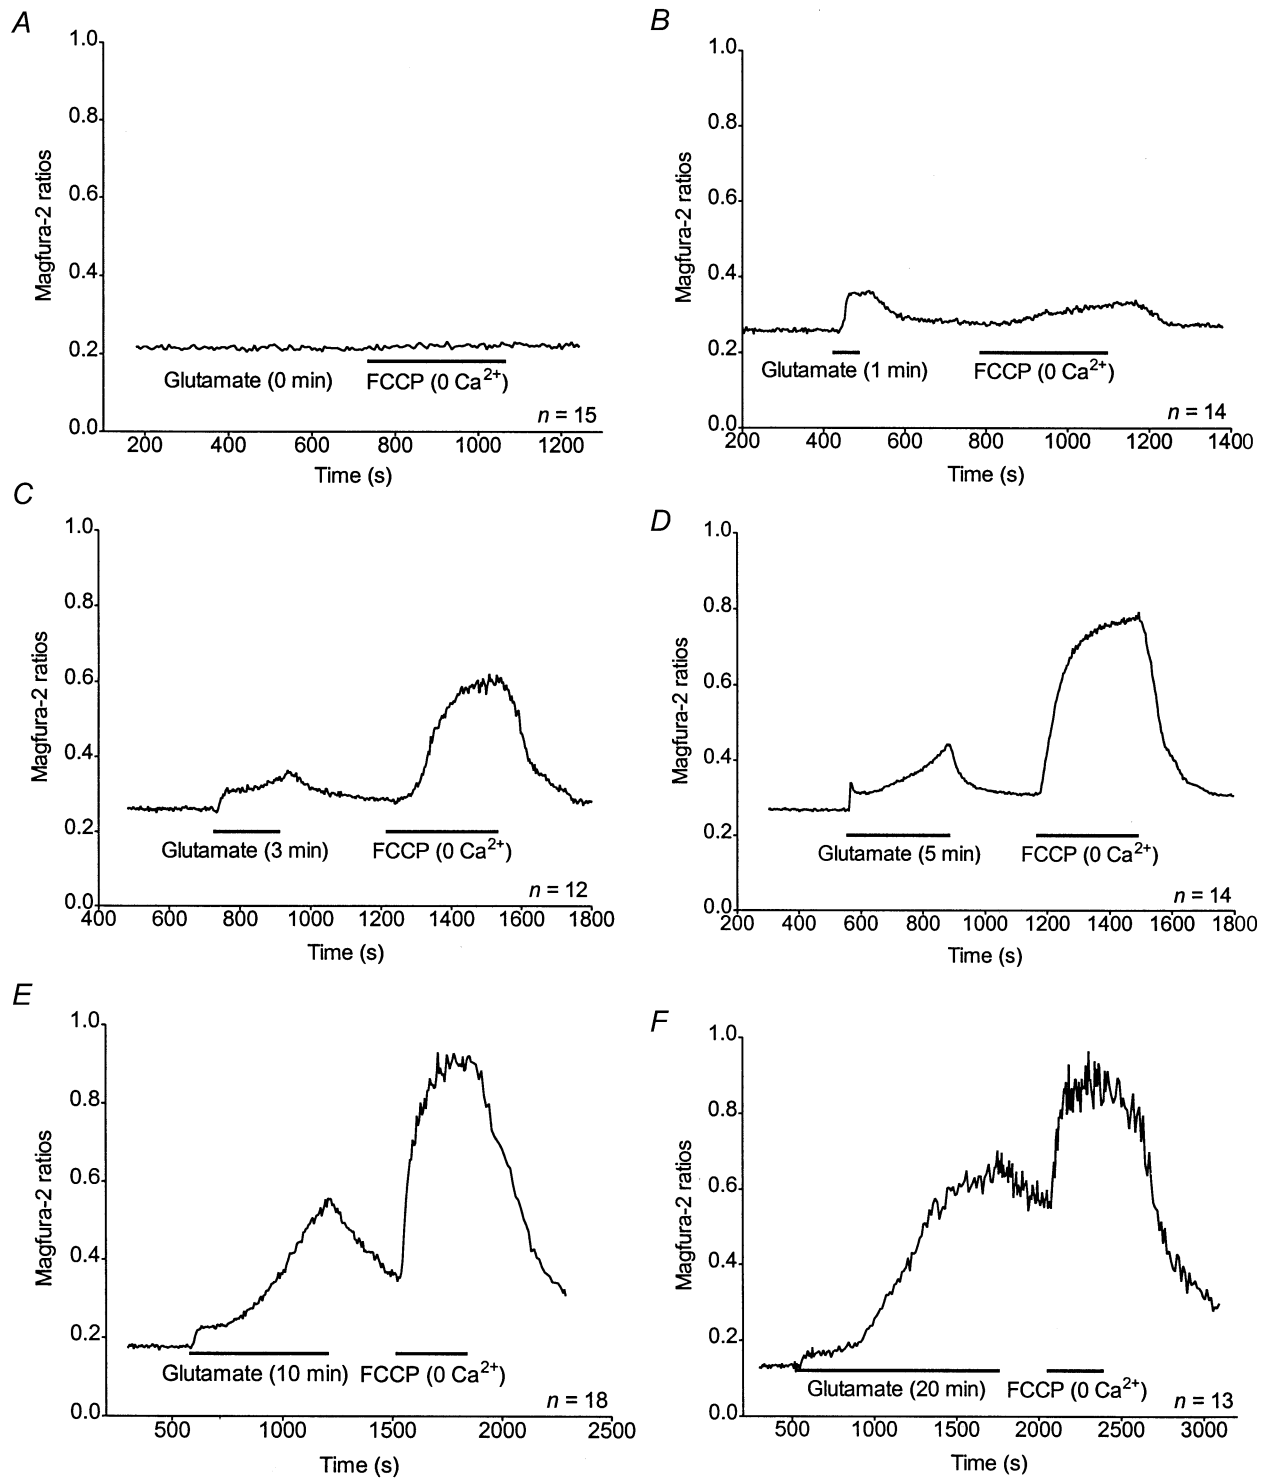 A
Magfura-2 ratios
1.0
0.8
0.6
0.4
0.2
0.0
Glutamate (0 min)
FCCP (0 Ca²⁺)
n = 15
200 400 600 800 1000 1200
Time (s)
B
Magfura-2 ratios
1.0
0.8
0.6
0.4
0.2
0.0
Glutamate (1 min)
FCCP (0 Ca²⁺)
n = 14
200 400 600 800 1000 1200 1400
Time (s)
C
Magfura-2 ratios
1.0
0.8
0.6
0.4
0.2
0.0
Glutamate (3 min)
FCCP (0 Ca²⁺)
n = 12
400 600 800 1000 1200 1400 1600 1800
Time (s)
D
Magfura-2 ratios
1.0
0.8
0.6
0.4
0.2
0.0
Glutamate (5 min)
FCCP (0 Ca²⁺)
n = 14
200 400 600 800 1000 1200 1400 1600 1800
Time (s)
E
Magfura-2 ratios
1.0
0.8
0.6
0.4
0.2
0.0
Glutamate (10 min)
FCCP (0 Ca²⁺)
n = 18
500 1000 1500 2000 2500
Time (s)
F
Magfura-2 ratios
1.0
0.8
0.6
0.4
0.2
0.0
Glutamate (20 min)
FCCP (0 Ca²⁺)
n = 13
500 1000 1500 2000 2500 3000
Time (s)